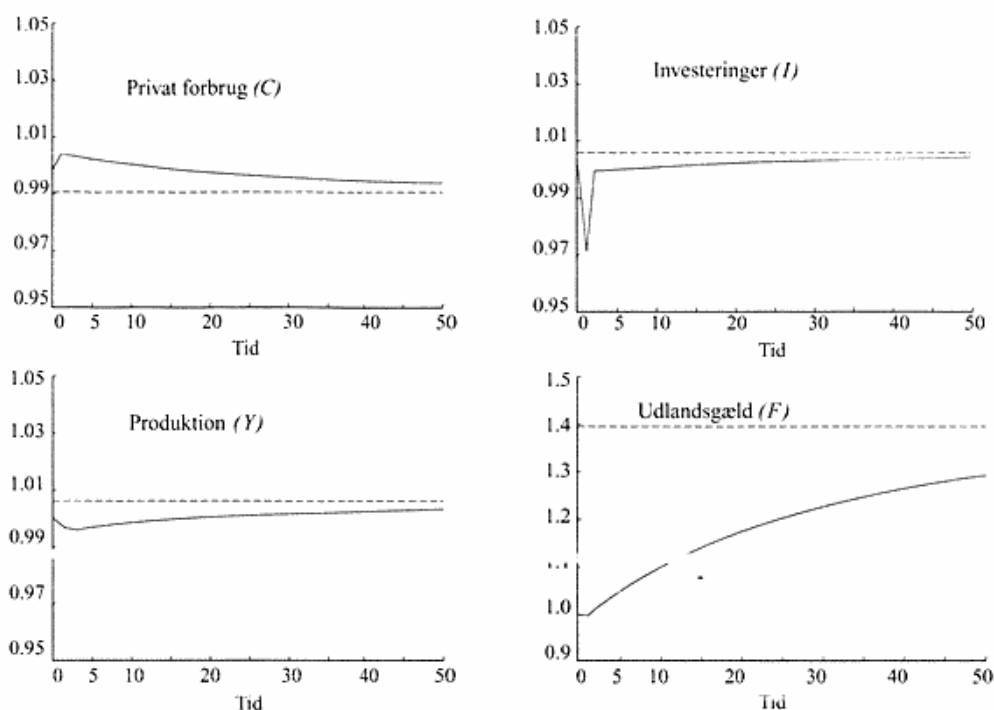 1.05
1.03
1.01
0.99
0.97
0.95
Privat forbrug (C)
0 5 10 20 30 40 50
Tid
1.05
1.03
1.01
0.99
0.97
0.95
Investeringer (I)
0 5 10 20 30 40 50
Tid
1.05
1.03
1.01
0.99
0.97
0.95
Produktion (Y)
0 5 10 20 30 40 50
Tid
1.5
1.4
1.3
1.2
1.1
1.0
0.9
Udlandsgæld (F)
0 5 10 20 30 40 50
Tid